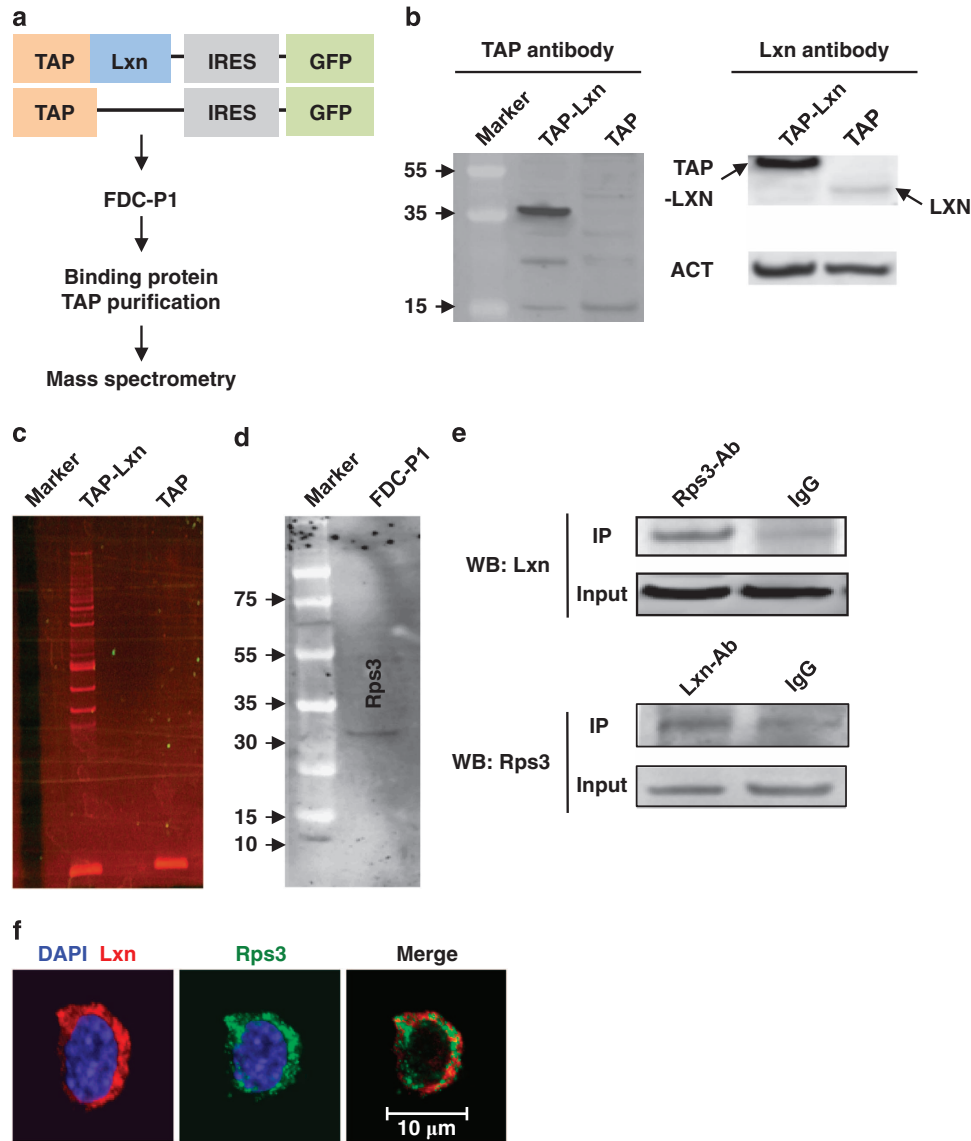 a
TAP Lxn IRES GFP
TAP IRES GFP
FDC-P1
Binding protein
TAP purification
Mass spectrometry
b
TAP antibody
Marker TAP-Lxn TAP
55
35
15
Lxn antibody
TAP-Lxn TAP
TAP
-LXN
LXN
ACT
c
Marker TAP-Lxn TAP
d
Marker FDC-P1
75
55
35
30
15
10
Rps3
e
Rps3-Ab IgG
WB: Lxn
IP
Input
Lxn-Ab IgG
WB: Rps3
IP
Input
f
DAPI Lxn Rps3 Merge
10 μm